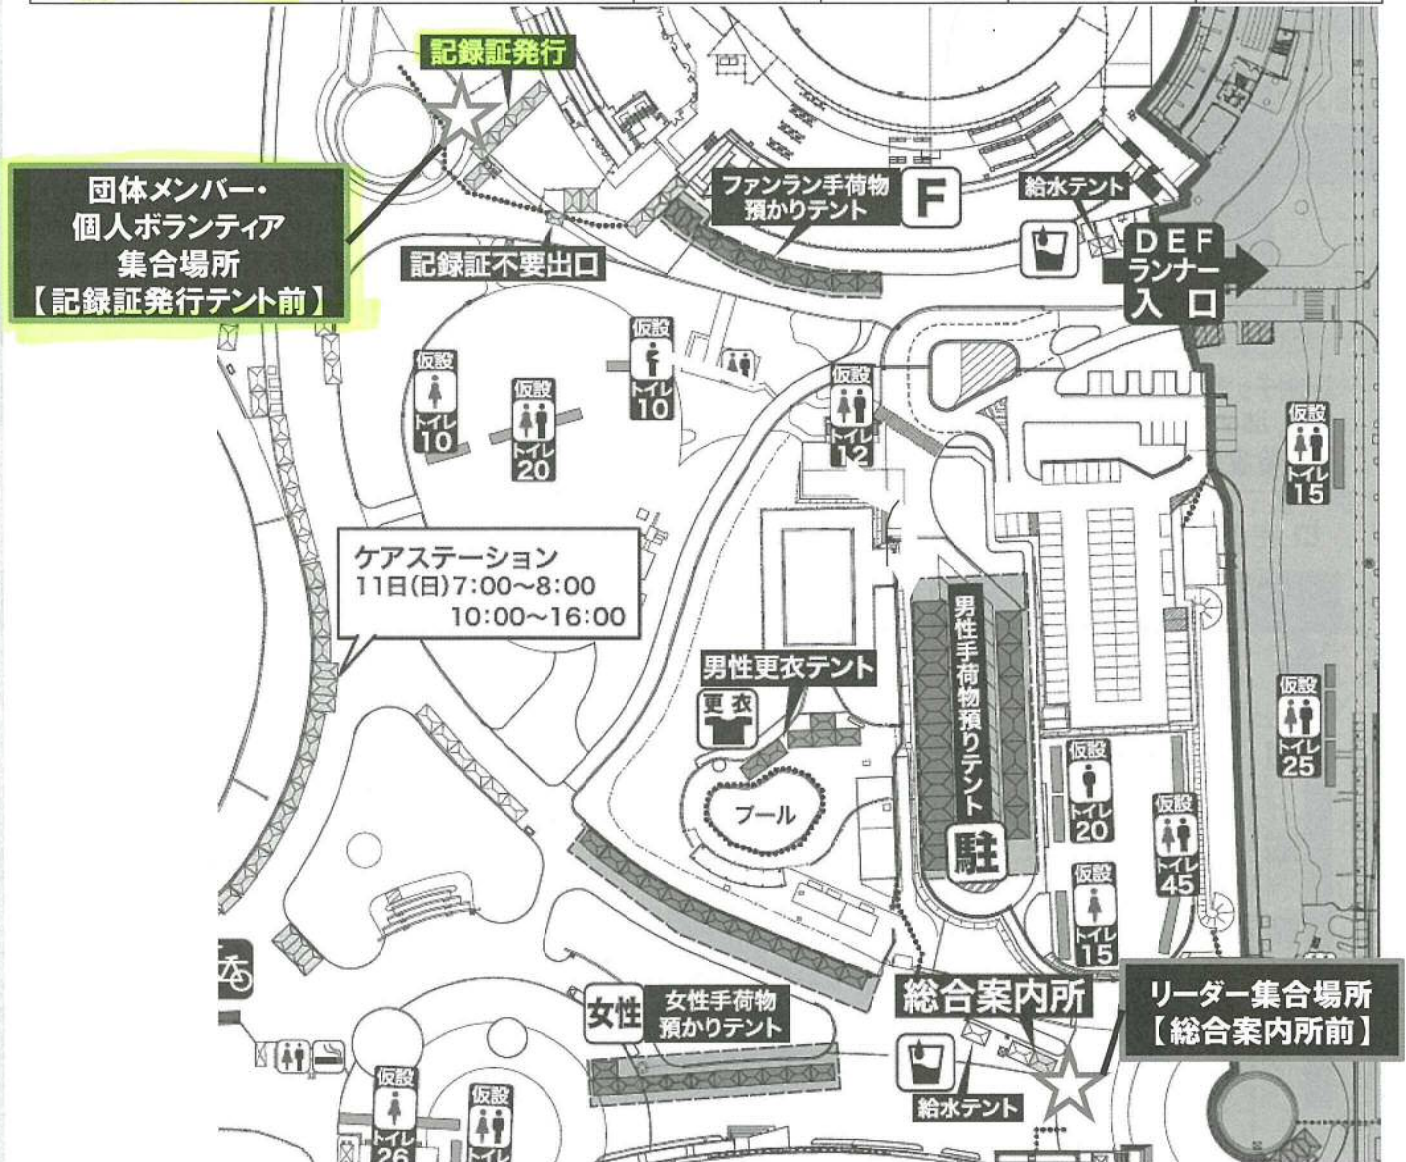 記録証発行
団体メンバー・
個人ボランティア
集合場所
【記録証発行テント前】
記録証不要出口
ファンラン手荷物
預かりテント
F
給水テント
DEF
ランナー
入口
仮設
トイレ
10
仮設
トイレ
20
仮設
トイレ
10
仮設
トイレ
12
仮設
トイレ
15
ケアステーション
11日(日)7:00～8:00
10:00～16:00
男性更衣テント
更衣
プール
男性手荷物預りテント
駐
仮設
トイレ
25
仮設
トイレ
20
仮設
トイレ
45
仮設
トイレ
15
女性
女性手荷物
預かりテント
総合案内所
リーダー集合場所
【総合案内所前】
給水テント
仮設
トイレ
26
仮設
トイレ